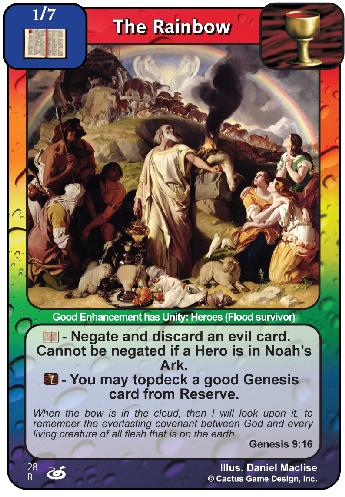 1/7
The Rainbow
Good Enhancement has Unity: Heroes (Flood survivor)
- Negate and discard an evil card.
Cannot be negated if a Hero is in Noah's
Ark.
- You may topdeck a good Genesis
card from Reserve.
When the bow is in the cloud, then I will look upon it, to
remember the everlasting covenant between God and every
living creature of all flesh that is on the earth.
Genesis 9:16
28
R
Illus. Daniel Maclise
© Cactus Game Design, Inc.